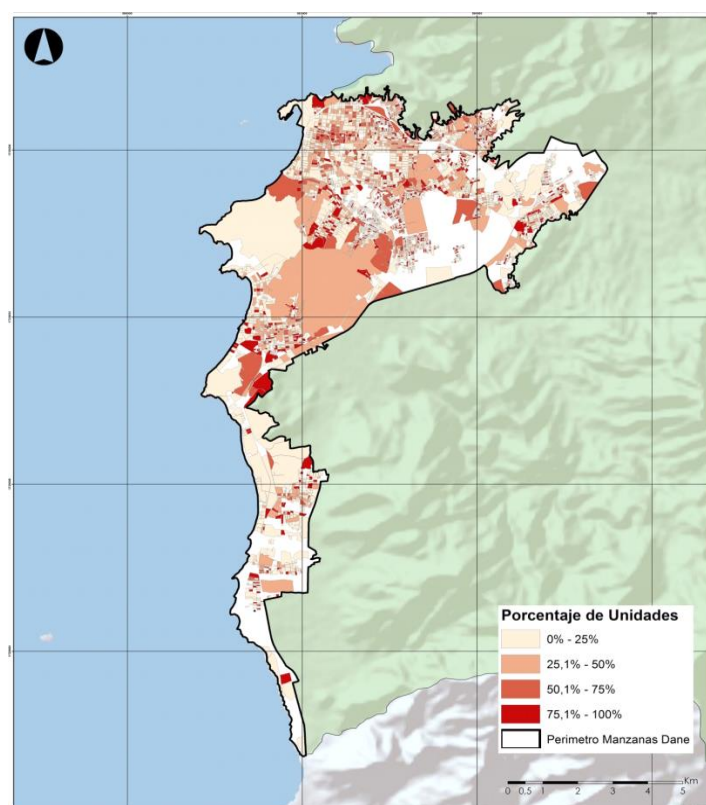 Porcentaje de Unidades
0% - 25%
25,1% - 50%
50,1% - 75%
75,1% - 100%
Perimetro Manzanas Dane
Km
0 0.5 1 2 3 4 5